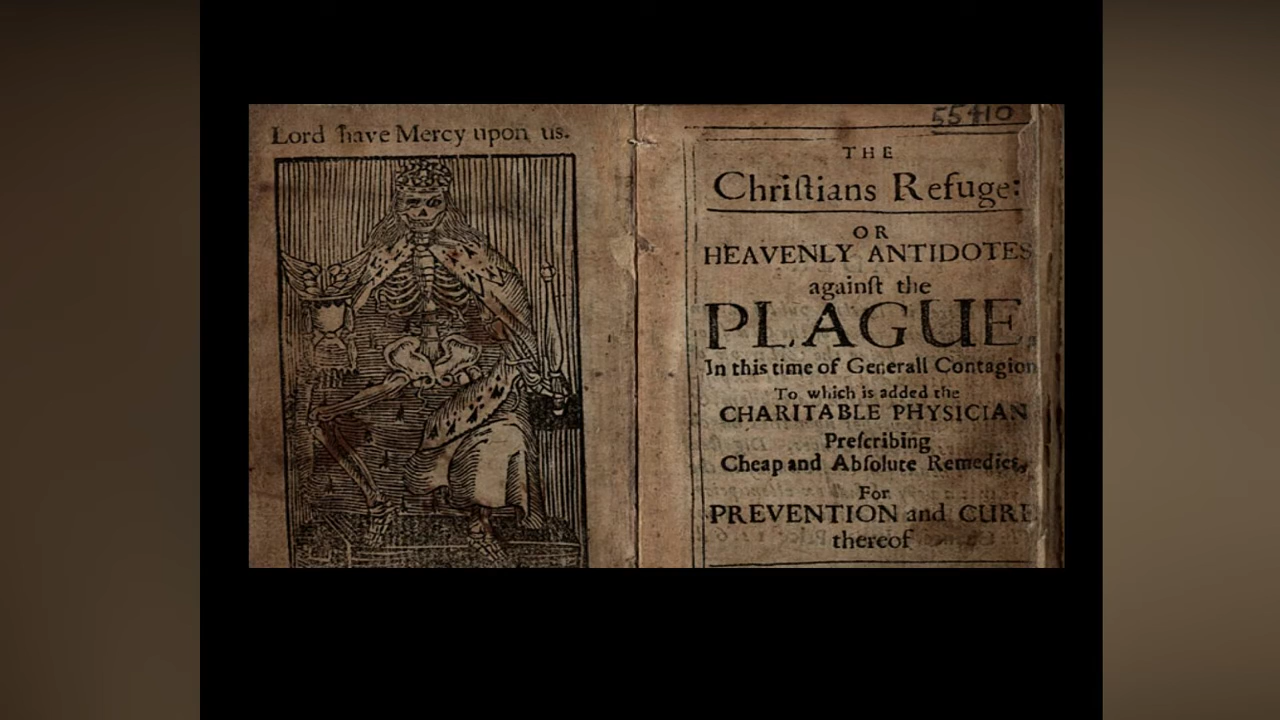 Lord have Mercy upon us.
55410
THE
Chriſtians Refuge:
OR
HEAVENLY ANTIDOTES
againſt the
PLAGUE
In this time of Generall Contagion
To which is added the
CHARITABLE PHYSICIAN
Preſcribing
Cheap and Abſolute Remedies,
For
PREVENTION and CURE
thereof